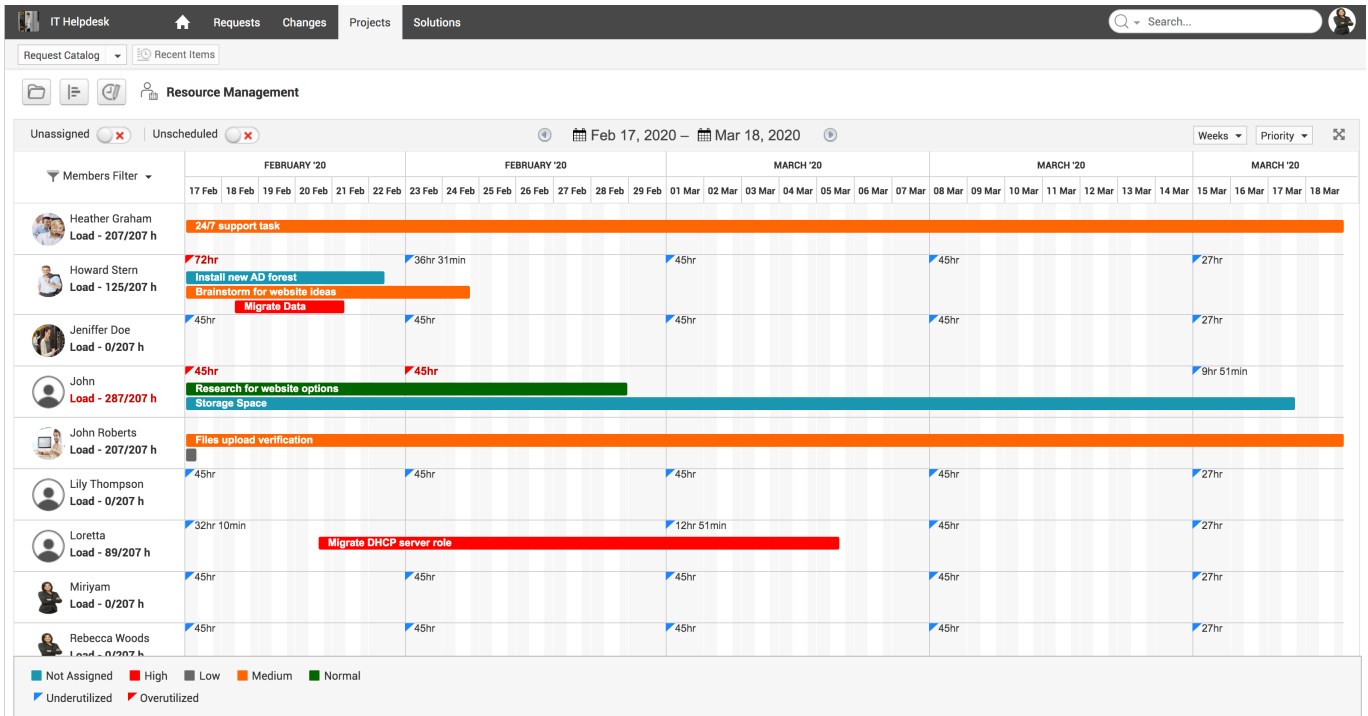 IT Helpdesk Requests Changes Projects Solutions Search...
Request Catalog Recent Items
Resource Management
Unassigned Unscheduled Feb 17, 2020 – Mar 18, 2020 Weeks Priority
Members Filter
FEBRUARY '20 FEBRUARY '20 MARCH '20 MARCH '20 MARCH '20
17 Feb 18 Feb 19 Feb 20 Feb 21 Feb 22 Feb 23 Feb 24 Feb 25 Feb 26 Feb 27 Feb 28 Feb 29 Feb 01 Mar 02 Mar 03 Mar 04 Mar 05 Mar 06 Mar 07 Mar 08 Mar 09 Mar 10 Mar 11 Mar 12 Mar 13 Mar 14 Mar 15 Mar 16 Mar 17 Mar 18 Mar
Heather Graham
Load - 207/207 h
24/7 support task
Howard Stern
Load - 125/207 h
72hr 36hr 31min 45hr 45hr 27hr
Install new AD forest
Brainstorm for website ideas
Migrate Data
Jeniffer Doe
Load - 0/207 h
45hr 45hr 45hr 45hr 27hr
John
Load - 287/207 h
45hr 45hr 9hr 51min
Research for website options
Storage Space
John Roberts
Load - 207/207 h
Files upload verification
Lily Thompson
Load - 0/207 h
45hr 45hr 45hr 45hr 27hr
Loretta
Load - 89/207 h
32hr 10min 12hr 51min 45hr 27hr
Migrate DHCP server role
Miriyam
Load - 0/207 h
45hr 45hr 45hr 45hr 27hr
Rebecca Woods
Load - 0/207 h
45hr 45hr 45hr 45hr 27hr
Not Assigned High Low Medium Normal
Underutilized Overutilized